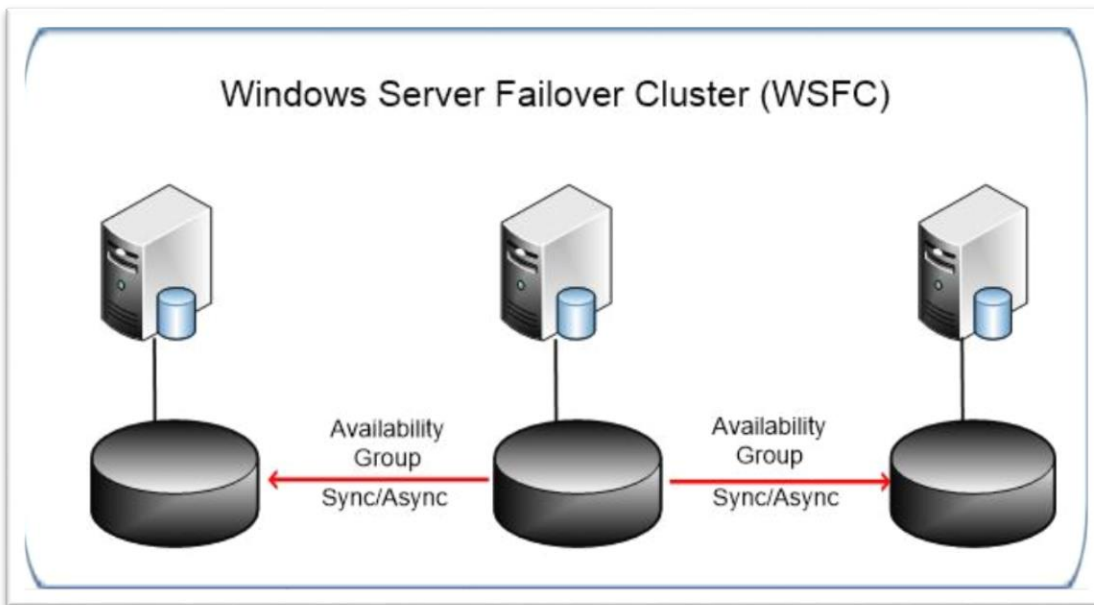 Windows Server Failover Cluster (WSFC)
Availability
Group
Sync/Async
Availability
Group
Sync/Async